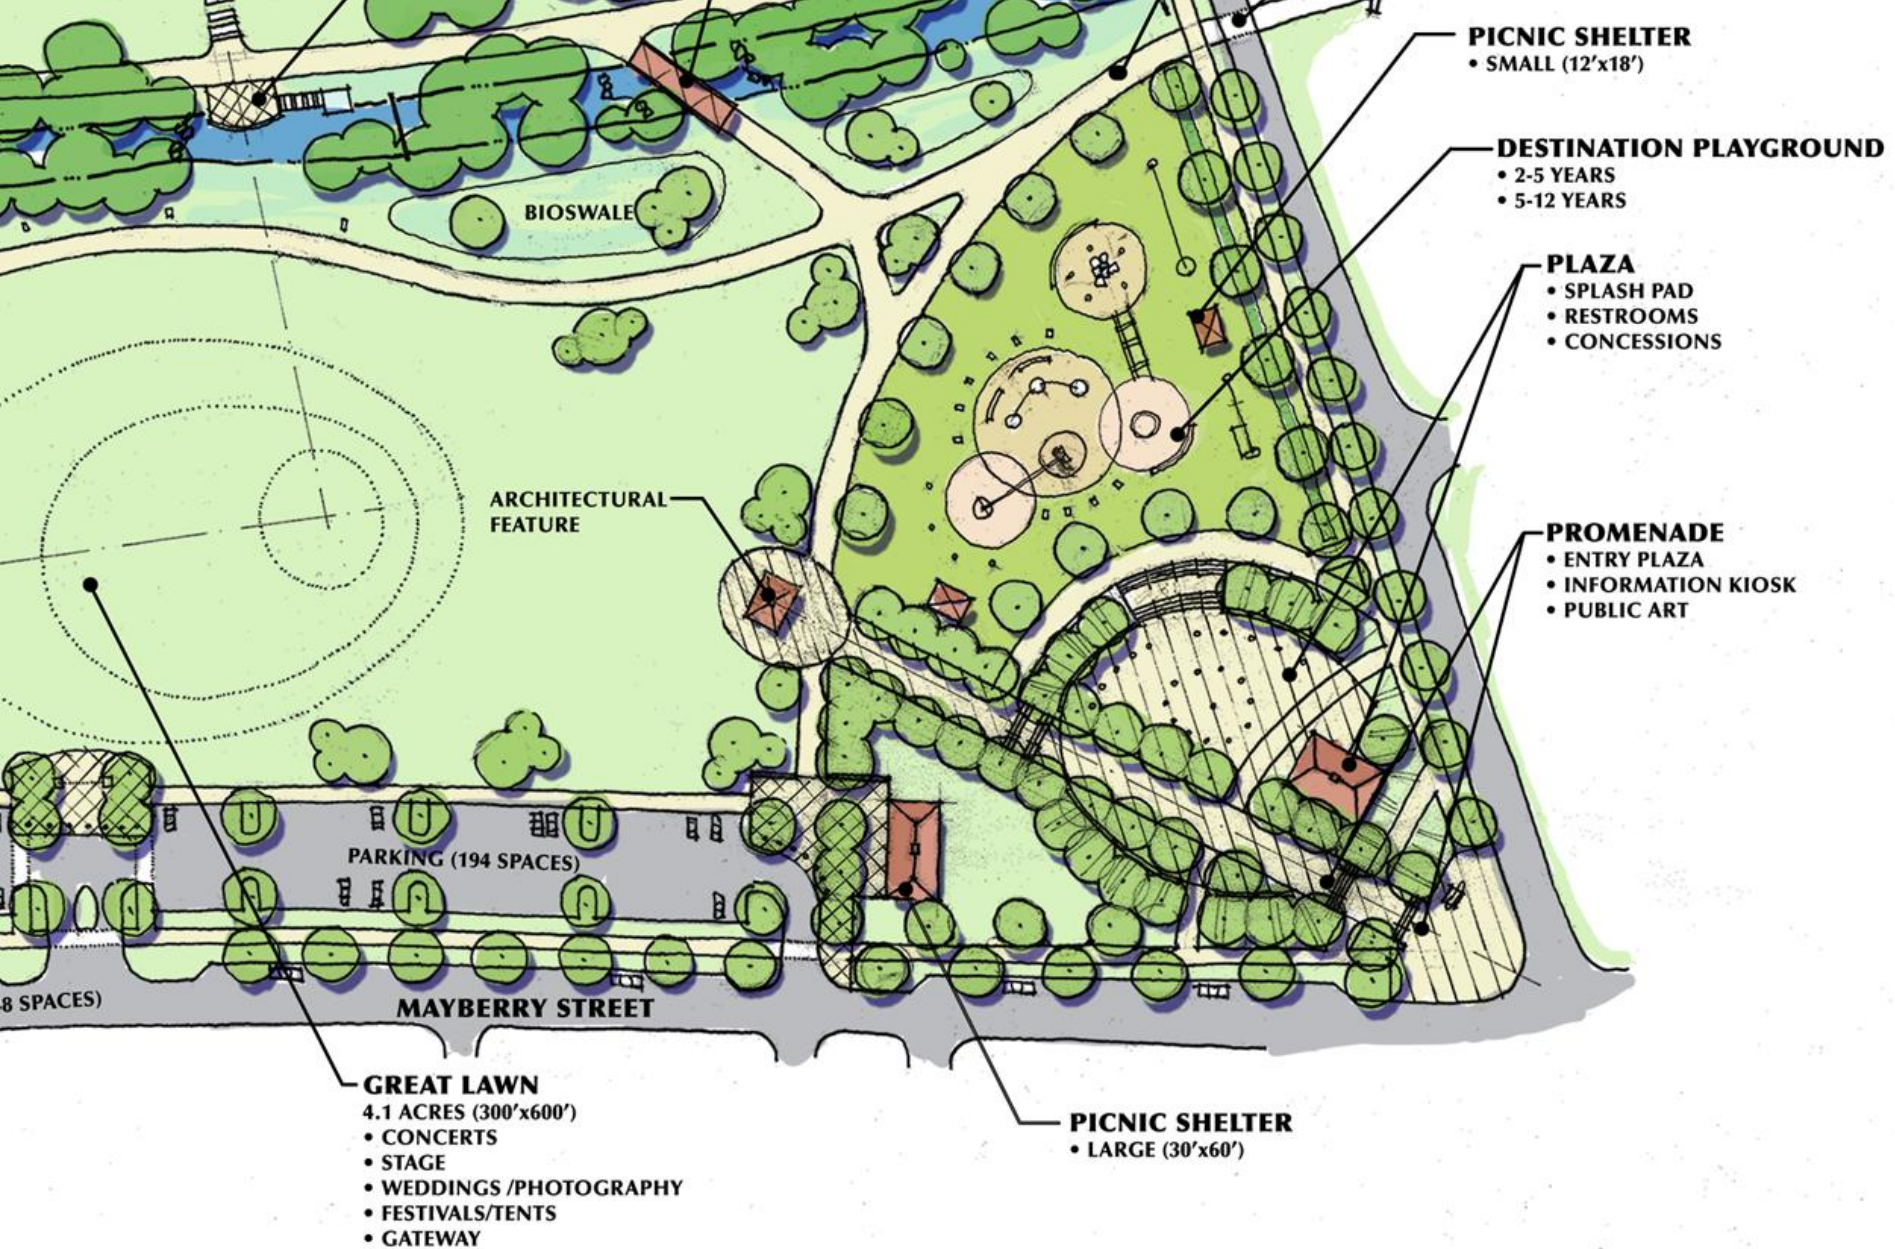 PICNIC SHELTER
• SMALL (12'x18')
DESTINATION PLAYGROUND
• 2-5 YEARS
• 5-12 YEARS
BIOSWALE
PLAZA
• SPLASH PAD
• RESTROOMS
• CONCESSIONS
ARCHITECTURAL
FEATURE
PROMENADE
• ENTRY PLAZA
• INFORMATION KIOSK
• PUBLIC ART
PARKING (194 SPACES)
8 SPACES)
MAYBERRY STREET
GREAT LAWN
4.1 ACRES (300'x600')
• CONCERTS
• STAGE
• WEDDINGS /PHOTOGRAPHY
• FESTIVALS/TENTS
• GATEWAY
PICNIC SHELTER
• LARGE (30'x60')